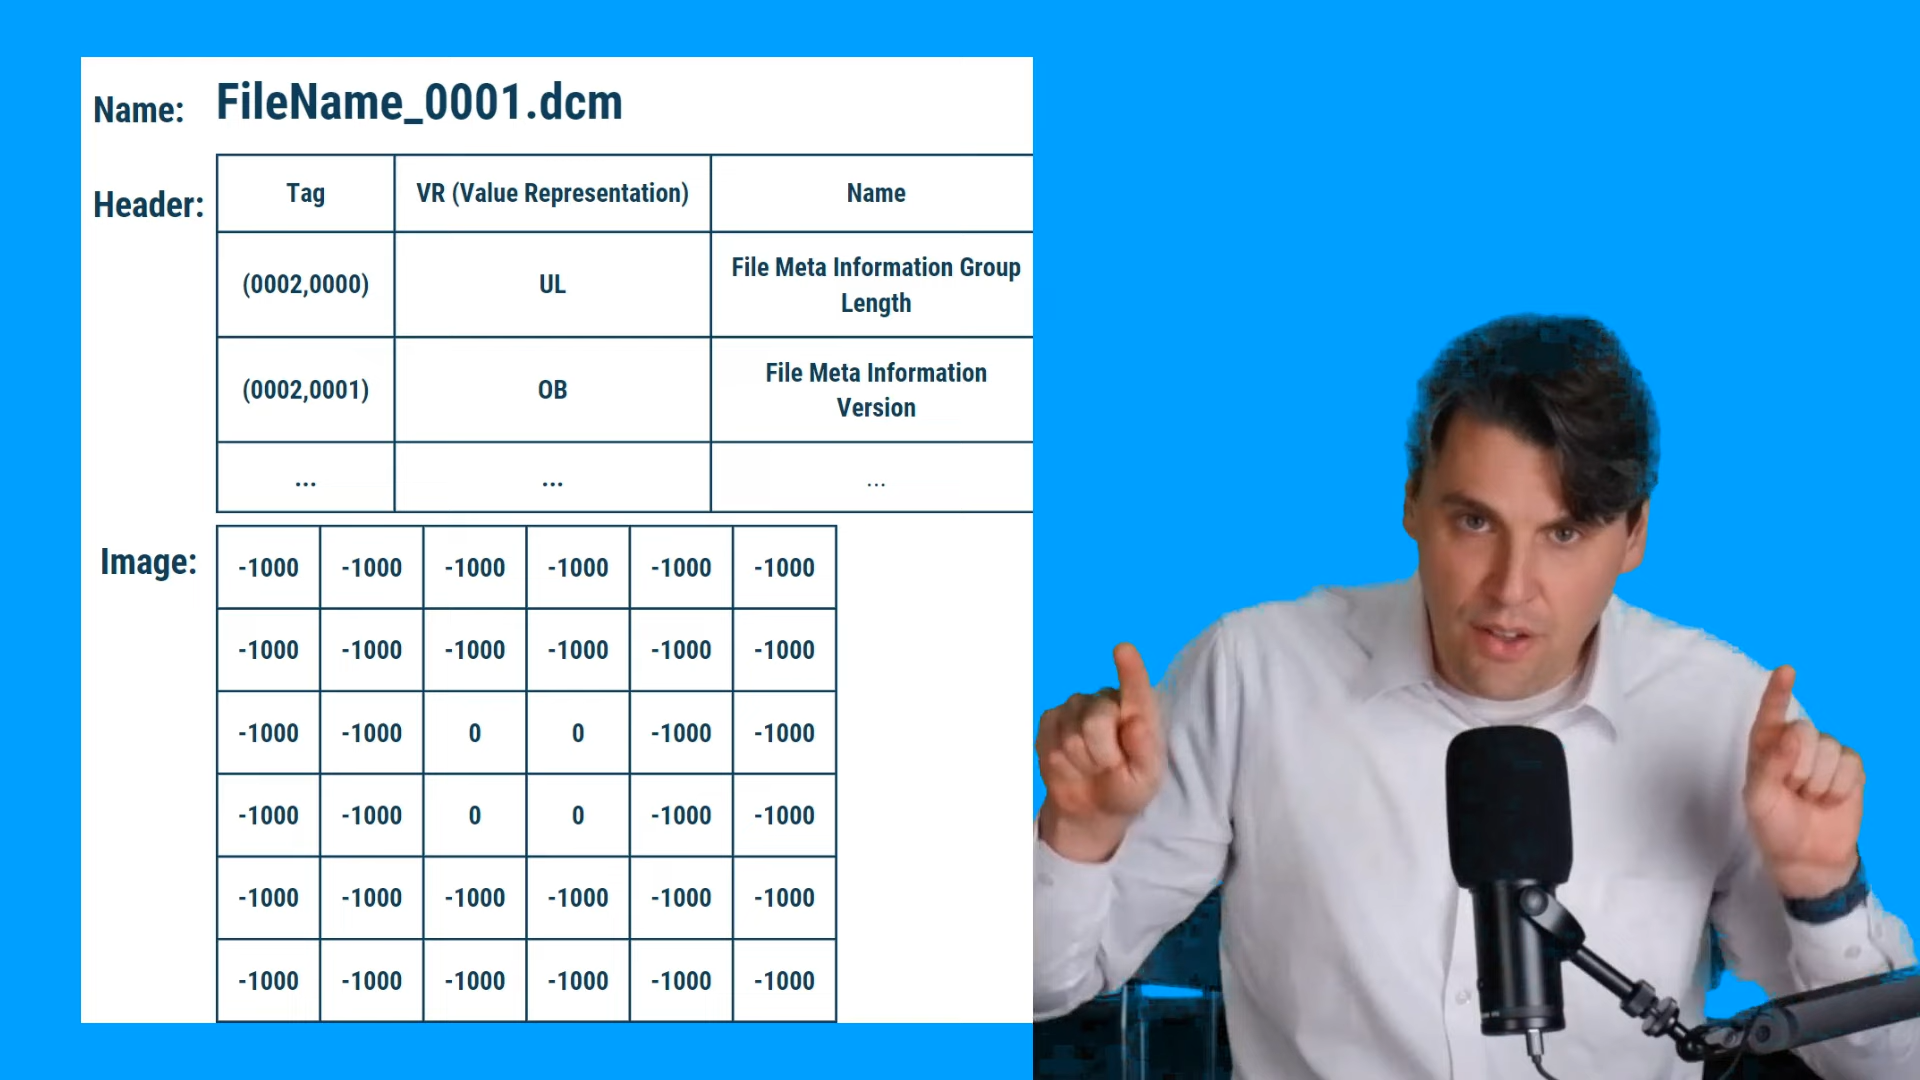 Name: FileName_0001.dcm
Header:
Tag VR (Value Representation) Name
(0002,0000) UL File Meta Information Group
Length
(0002,0001) OB File Meta Information
Version
... ... ...
Image:
-1000 -1000 -1000 -1000 -1000 -1000
-1000 -1000 -1000 -1000 -1000 -1000
-1000 -1000 0 0 -1000 -1000
-1000 -1000 0 0 -1000 -1000
-1000 -1000 -1000 -1000 -1000 -1000
-1000 -1000 -1000 -1000 -1000 -1000